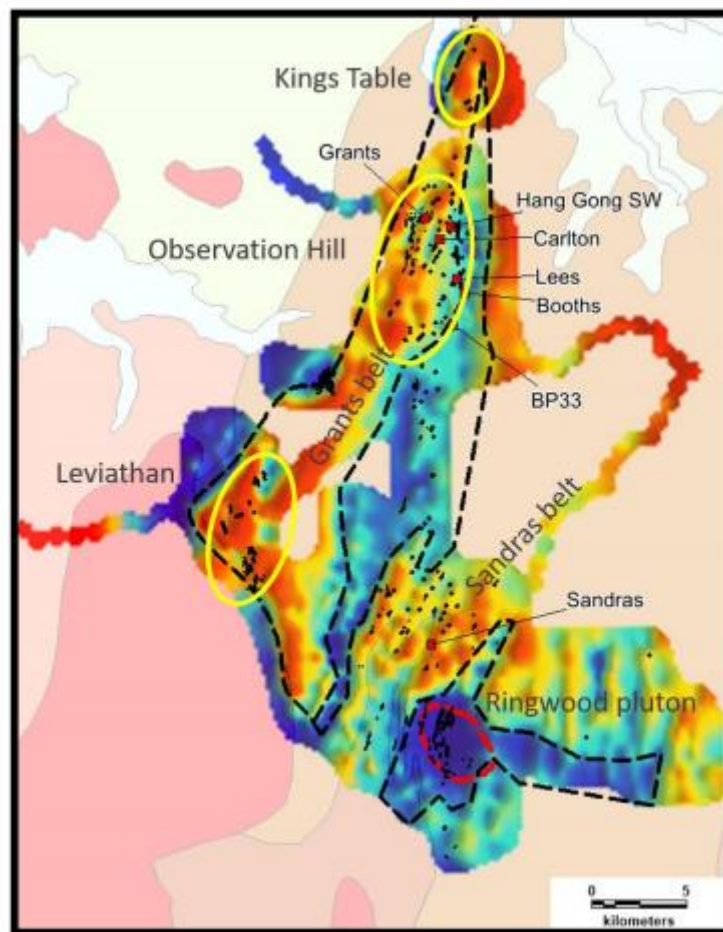 Kings Table
Grants
Hang Gong SW
Observation Hill
Carlton
Lees
Booths
BP33
Grants belt
Leviathan
Sandras belt
Sandras
Ringwood pluton
0 5
kilometers